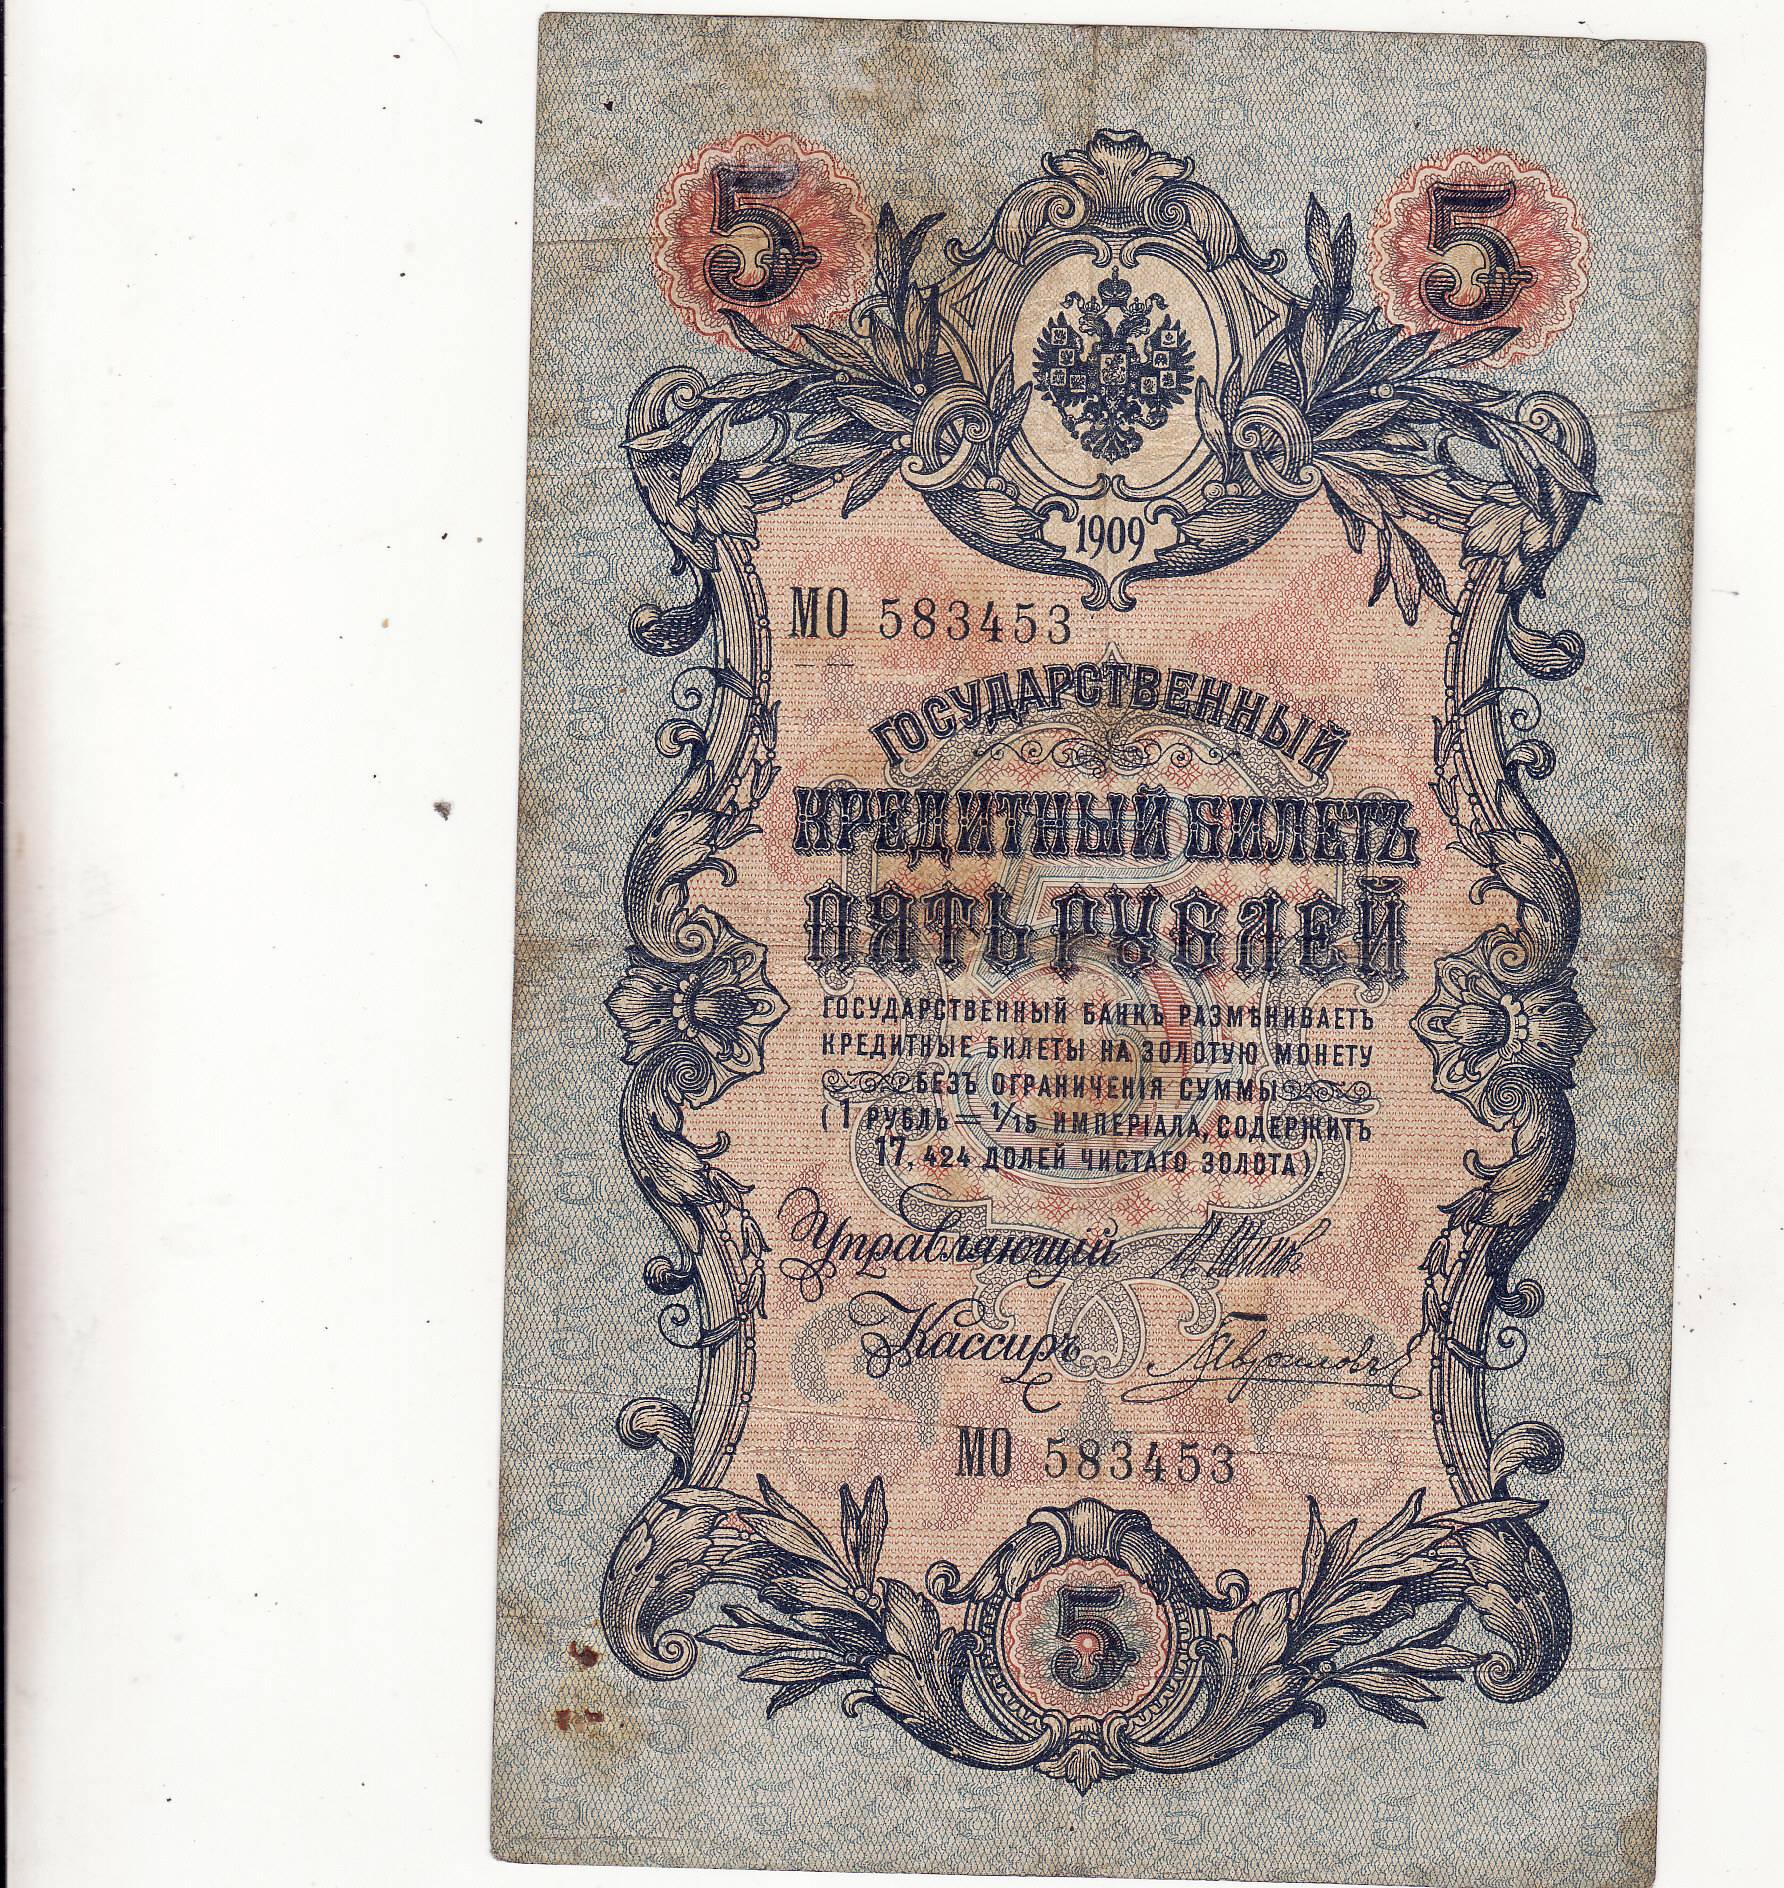 5 5
1909
МО 583453
ГОСУДАРСТВЕННЫЙ
КРЕДИТНЫЙ БИЛЕТЪ
ПЯТЬ РУБЛЕЙ
ГОСУДАРСТВЕННЫЙ БАНКЪ РАЗМѢНИВАЕТЪ
КРЕДИТНЫЕ БИЛЕТЫ НА ЗОЛОТУЮ МОНЕТУ
БЕЗЪ ОГРАНИЧЕНІЯ СУММЫ
(1 РУБЛЬ = 1/15 ИМПЕРІАЛА, СОДЕРЖИТЪ
17,424 ДОЛЕЙ ЧИСТАГО ЗОЛОТА).
Управляющій
Кассиръ
МО 583453
5